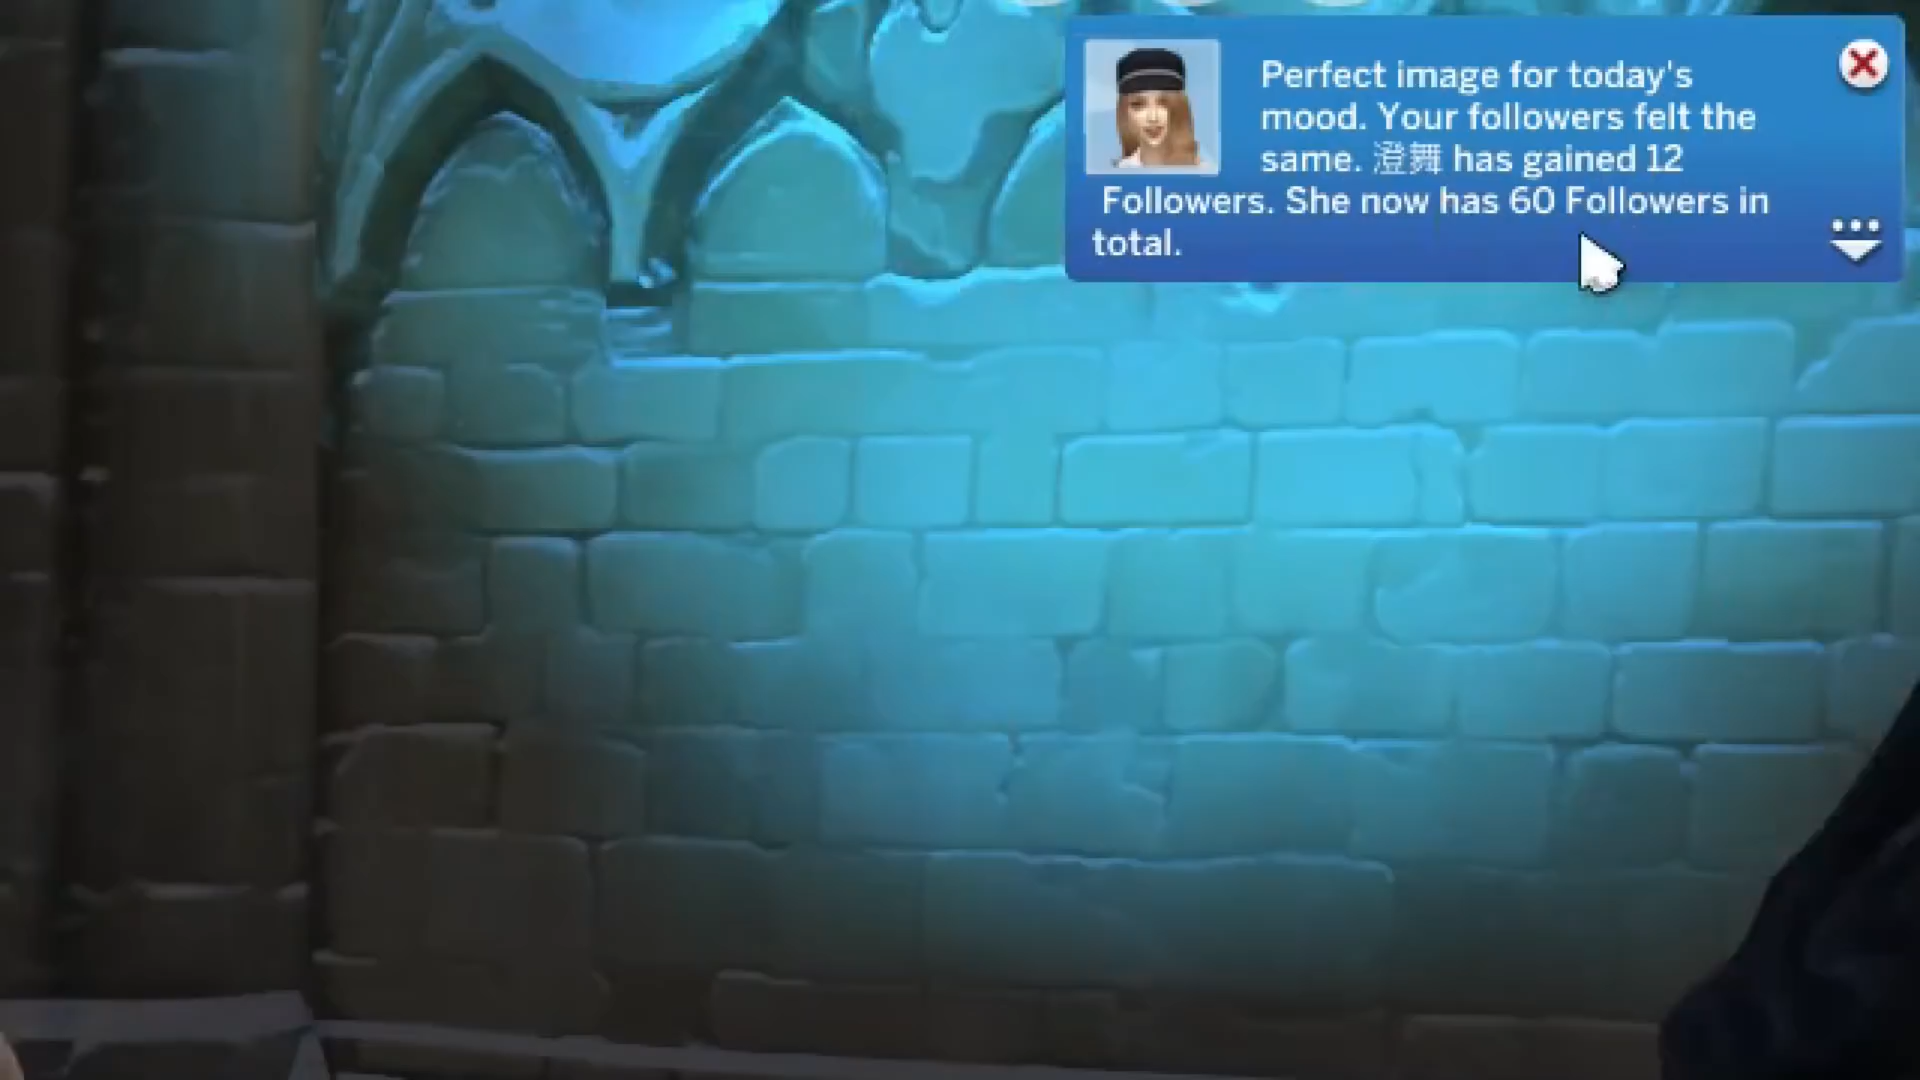 Perfect image for today's
mood. Your followers felt the
same. 澄舞 has gained 12
Followers. She now has 60 Followers in
total.